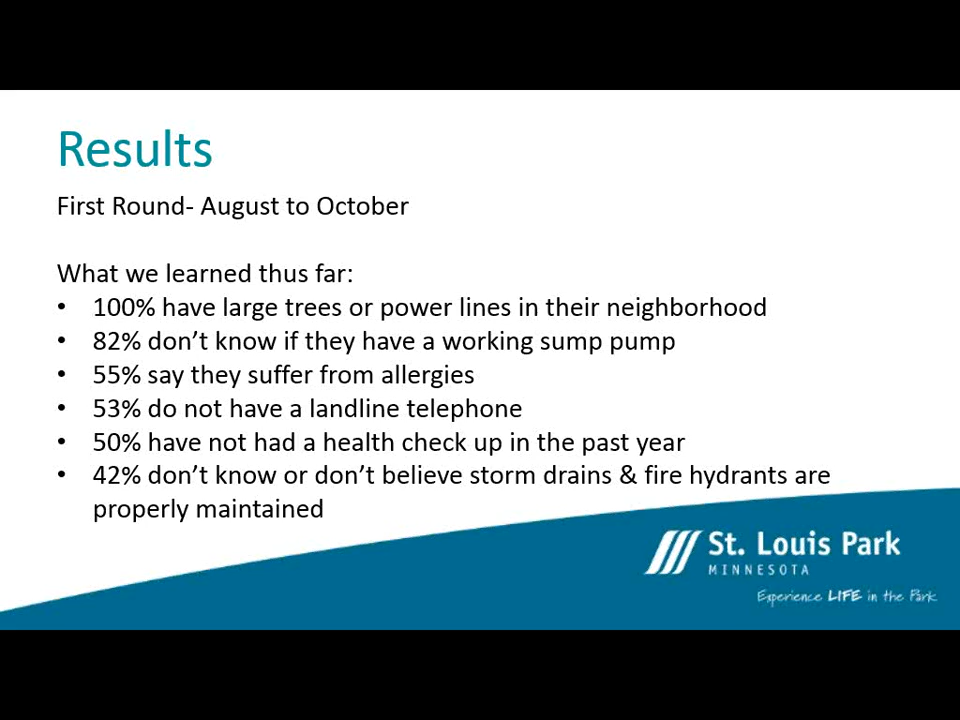 Results
First Round- August to October
What we learned thus far:
• 100% have large trees or power lines in their neighborhood
• 82% don’t know if they have a working sump pump
• 55% say they suffer from allergies
• 53% do not have a landline telephone
• 50% have not had a health check up in the past year
• 42% don’t know or don’t believe storm drains & fire hydrants are
properly maintained
St. Louis Park
MINNESOTA
Experience LIFE in the Park